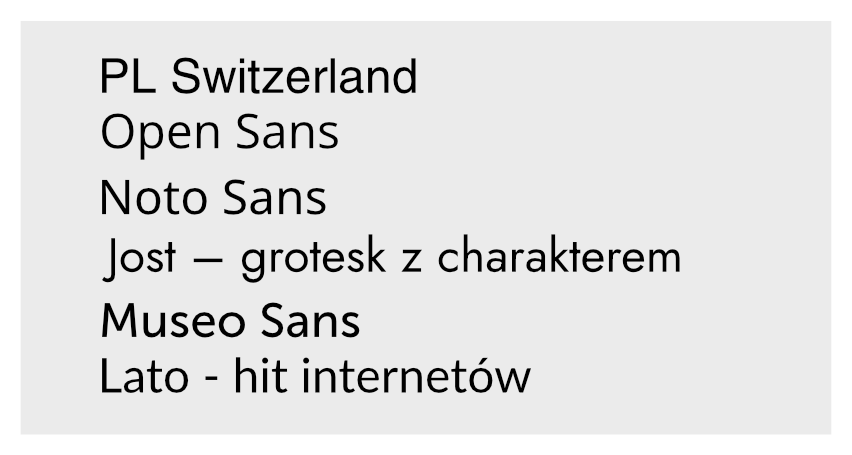 PL Switzerland
Open Sans
Noto Sans
Jost – grotesk z charakterem
Museo Sans
Lato - hit internetów